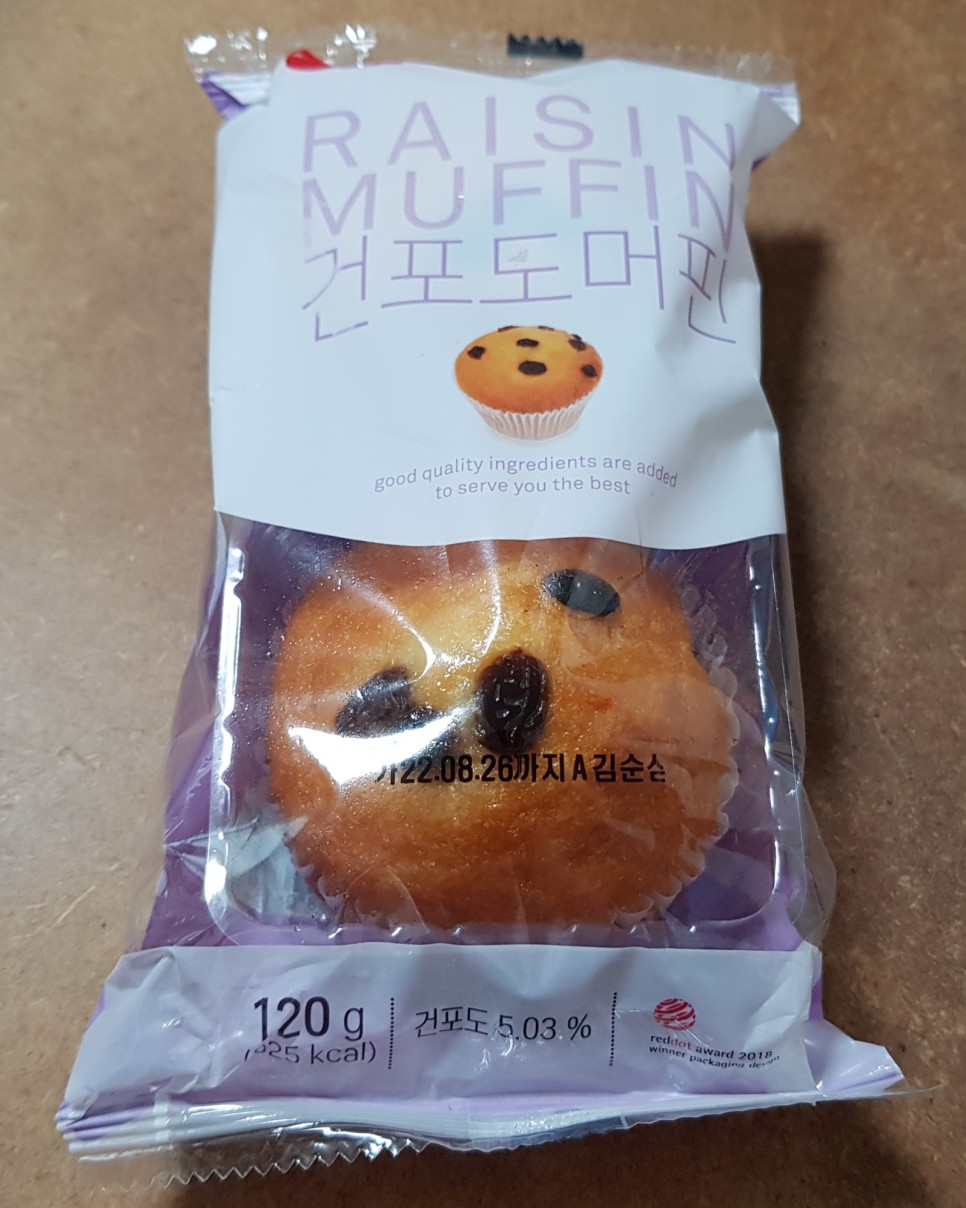 RAISIN
MUFFIN
건포도머핀
good quality ingredients are added
to serve you the best
22.08.26까지 A 김순
120 g
kcal)
건포도 5.03.%
reddot award 2018
winner packaging design